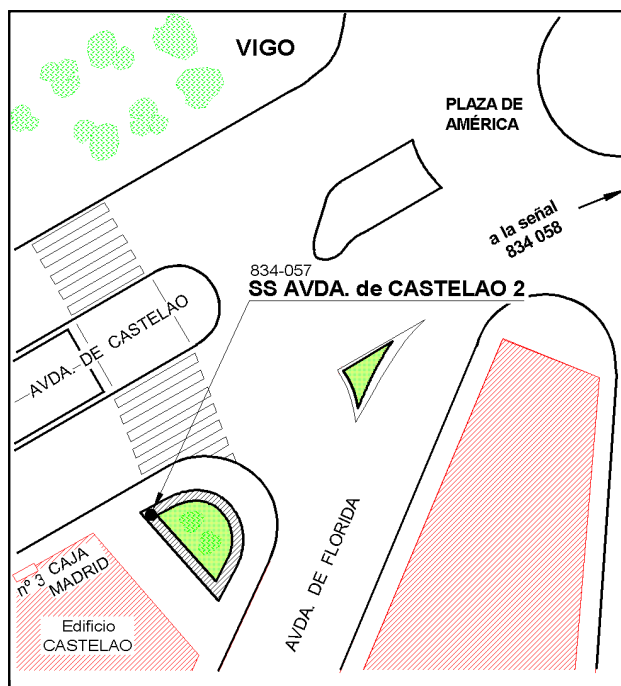 VIGO
PLAZA DE
AMÉRICA
a la señal
834 058
834-057
SS AVDA. de CASTELAO 2
AVDA. DE CASTELAO
AVDA. DE FLORIDA
nº 3 CAJA
MADRID
Edificio
CASTELAO